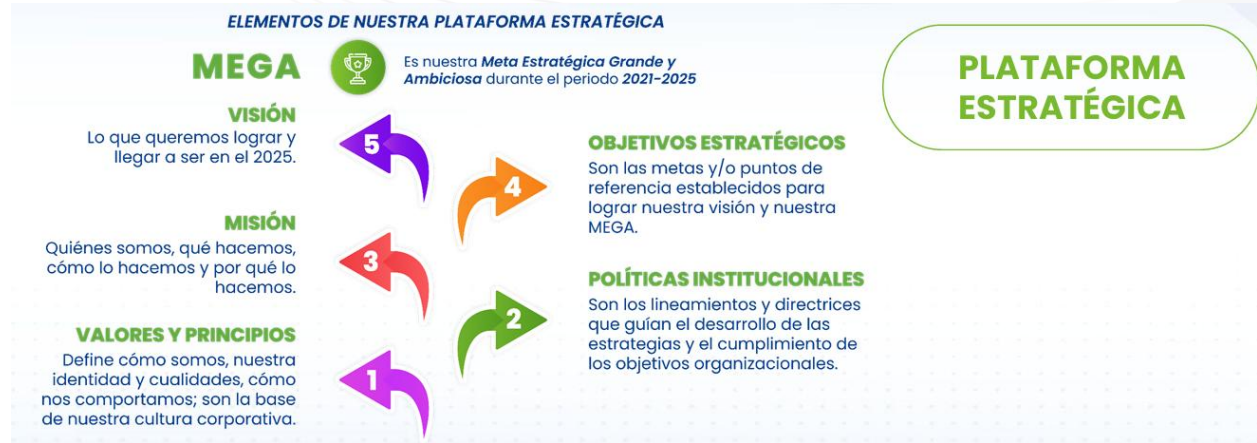 ELEMENTOS DE NUESTRA PLATAFORMA ESTRATÉGICA
MEGA
Es nuestra Meta Estratégica Grande y
Ambiciosa durante el periodo 2021-2025
PLATAFORMA
ESTRATÉGICA
VISIÓN
Lo que queremos lograr y
llegar a ser en el 2025.
5
OBJETIVOS ESTRATÉGICOS
Son las metas y/o puntos de
referencia establecidos para
lograr nuestra visión y nuestra
MEGA.
4
MISIÓN
Quiénes somos, qué hacemos,
cómo lo hacemos y por qué lo
hacemos.
3
POLÍTICAS INSTITUCIONALES
Son los lineamientos y directrices
que guían el desarrollo de las
estrategias y el cumplimiento de
los objetivos organizacionales.
2
VALORES Y PRINCIPIOS
Define cómo somos, nuestra
identidad y cualidades, cómo
nos comportamos; son la base
de nuestra cultura corporativa.
1